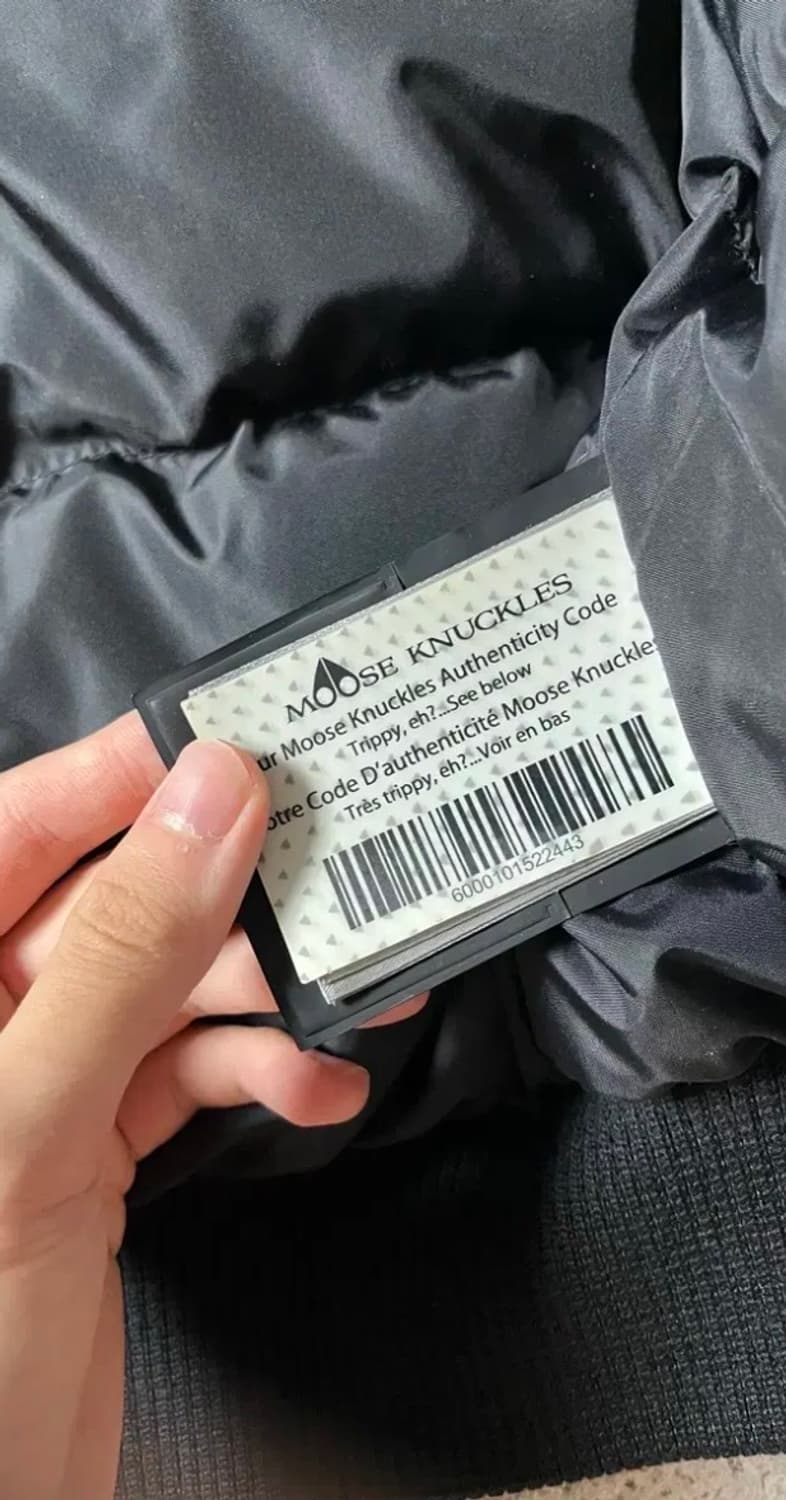 MOOSE KNUCKLES
ur Moose Knuckles Authenticity Code
Trippy, eh?...See below
otre Code D'authenticité Moose Knuckles
Très trippy, eh?...Voir en bas
6000101522443